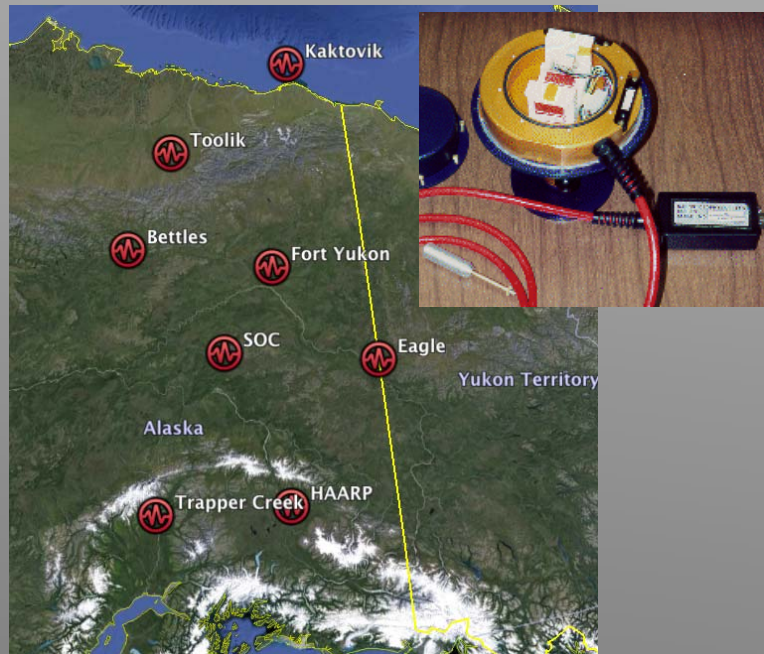 Kaktovik
Toolik
Bettles
Fort Yukon
SOC
Eagle
Yukon Territory
Alaska
HAARP
Trapper Creek